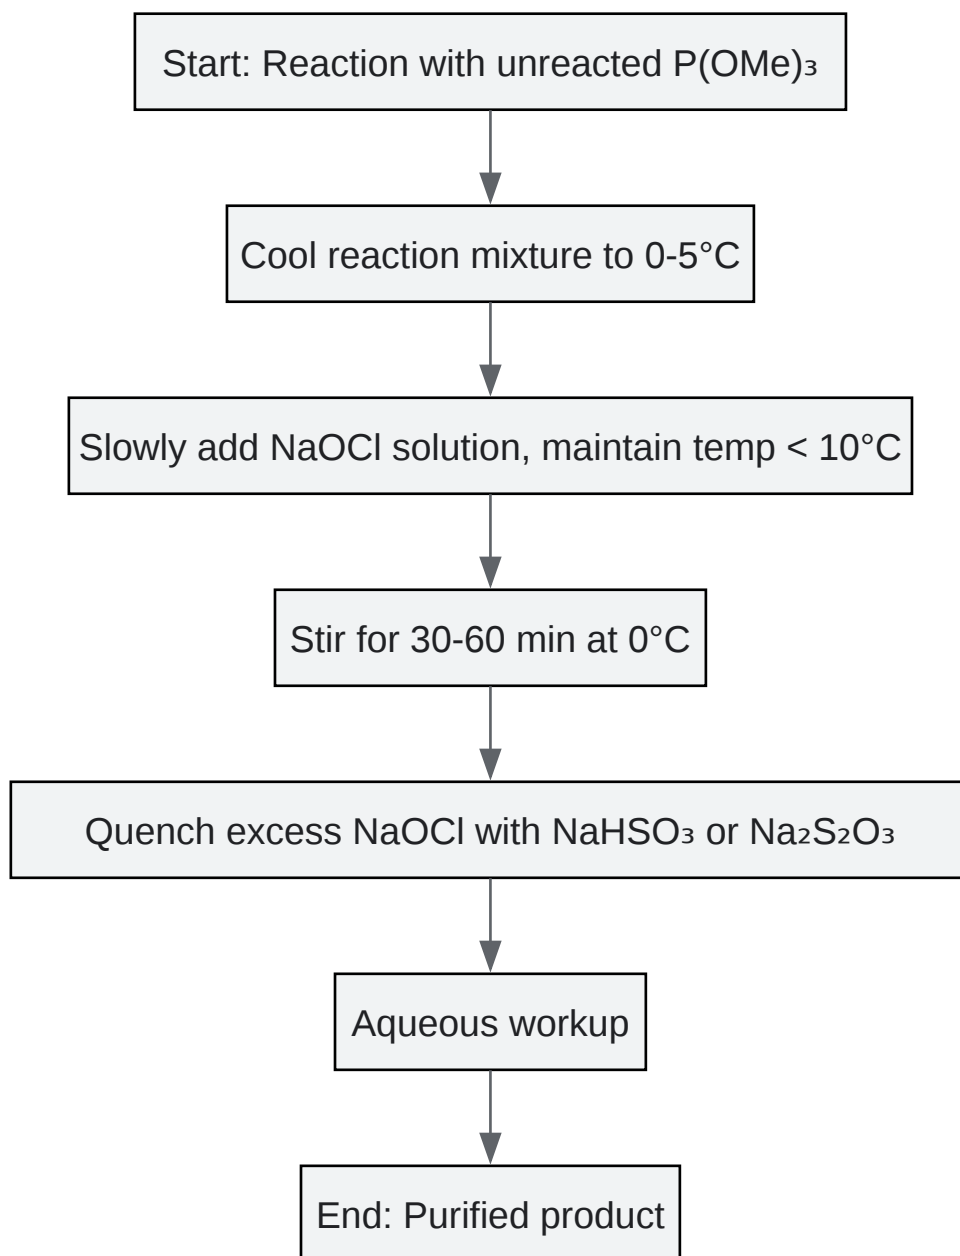 Start: Reaction with unreacted P(OMe)₃
Cool reaction mixture to 0-5°C
Slowly add NaOCl solution, maintain temp < 10°C
Stir for 30-60 min at 0°C
Quench excess NaOCl with NaHSO₃ or Na₂S₂O₃
Aqueous workup
End: Purified product